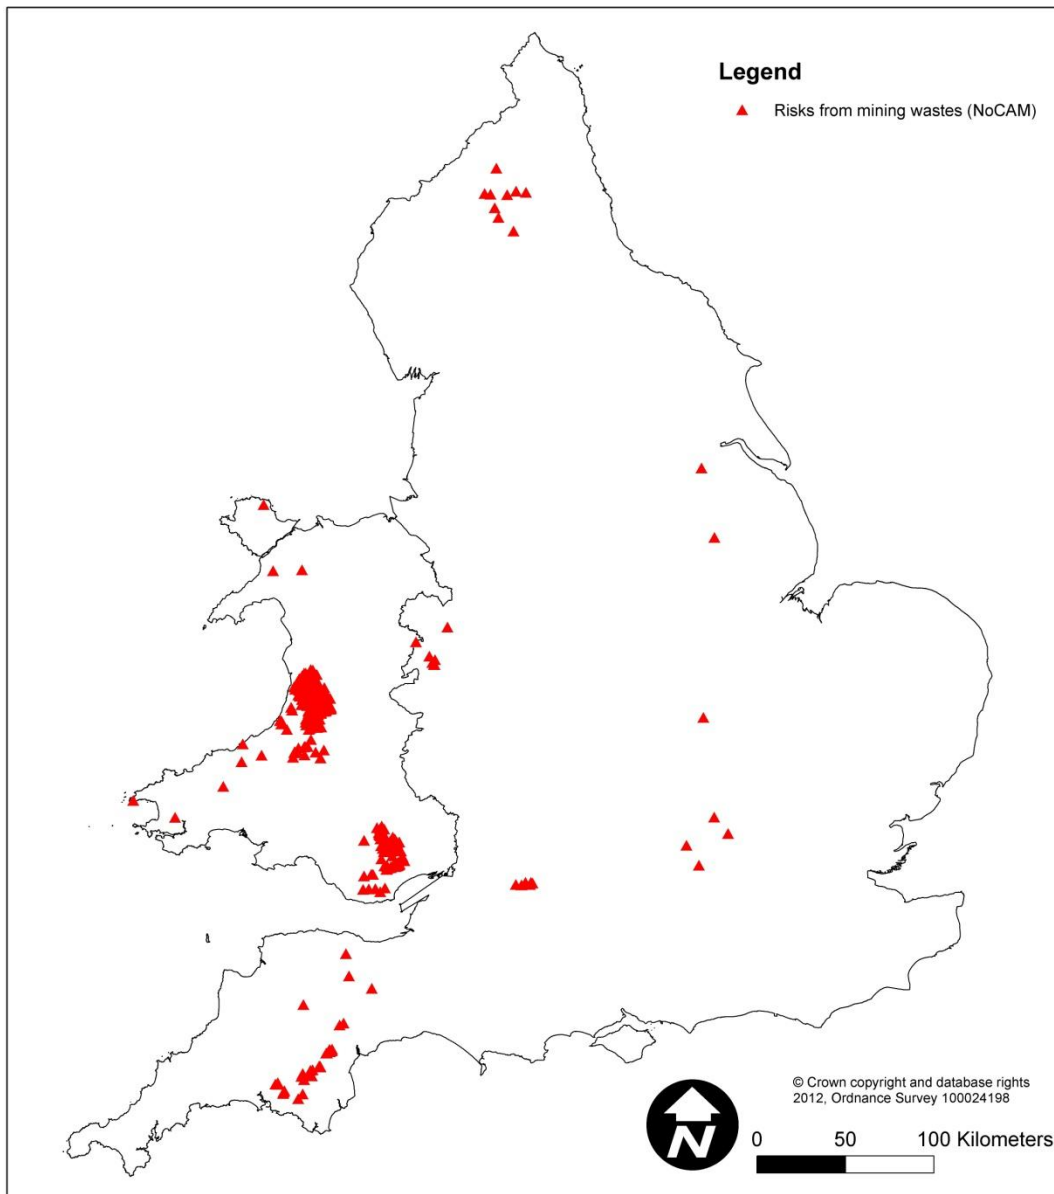 Legend
Risks from mining wastes (NoCAM)
© Crown copyright and database rights
2012, Ordnance Survey 100024198
N
0 50 100 Kilometers